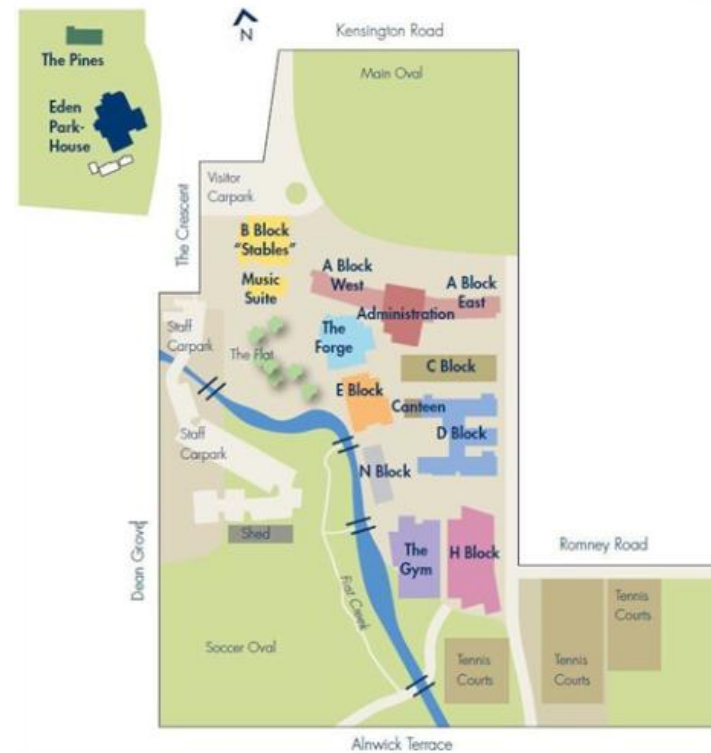 N
Kensington Road
The Pines
Eden
Park-
House
Main Oval
Visitor
Carpark
The Crescent
B Block
"Stables"
Music
Suite
A Block
West
A Block
East
Administration
Staff
Carpark
The Flat
The
Forge
C Block
E Block
Canteen
D Block
Staff
Carpark
N Block
Shed
The
Gym
H Block
Romney Road
Dean Grove
First Creek
Soccer Oval
Tennis
Courts
Tennis
Courts
Tennis
Courts
Alnwick Terrace